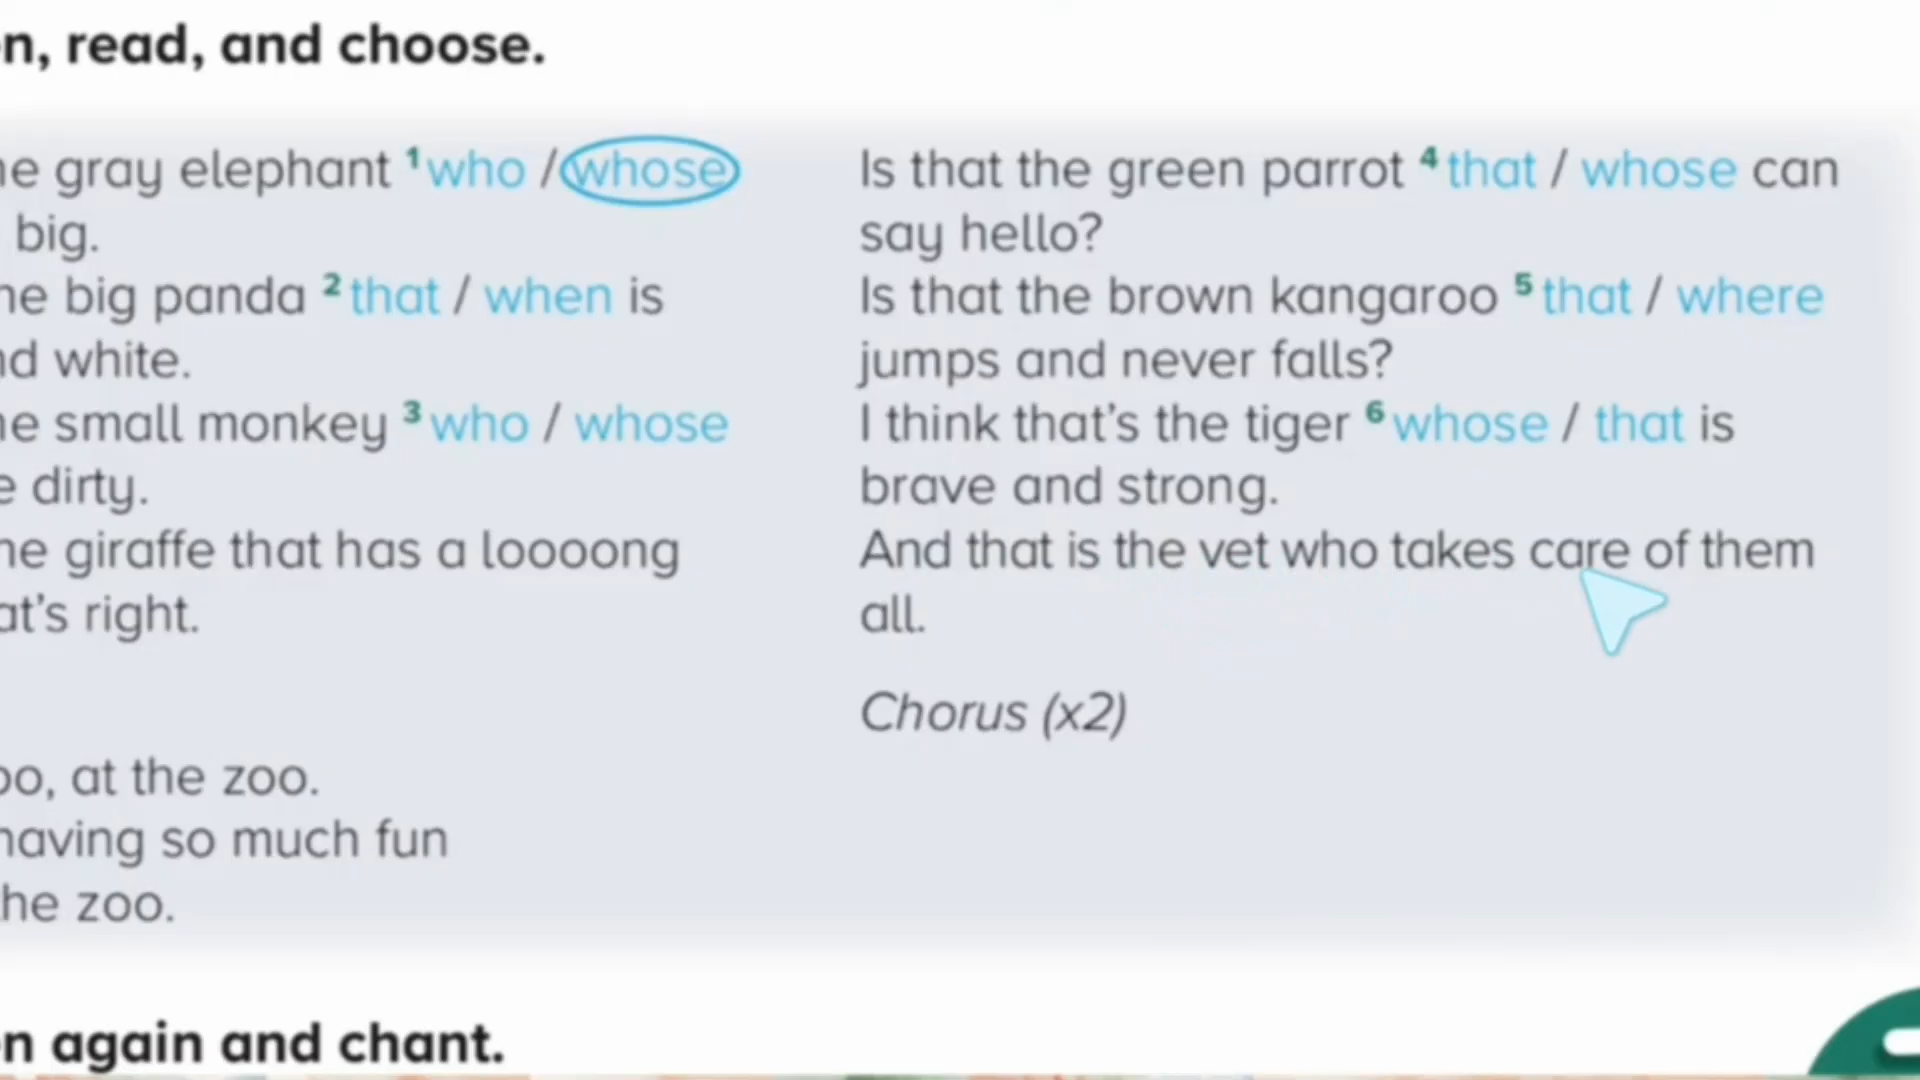 n, read, and choose.
he gray elephant ¹who / whose
big.
he big panda ²that / when is
nd white.
he small monkey ³who / whose
e dirty.
he giraffe that has a loooong
at's right.
oo, at the zoo.
having so much fun
the zoo.
Is that the green parrot ⁴that / whose can
say hello?
Is that the brown kangaroo ⁵that / where
jumps and never falls?
I think that's the tiger ⁶whose / that is
brave and strong.
And that is the vet who takes care of them
all.
Chorus (x2)
n again and chant.